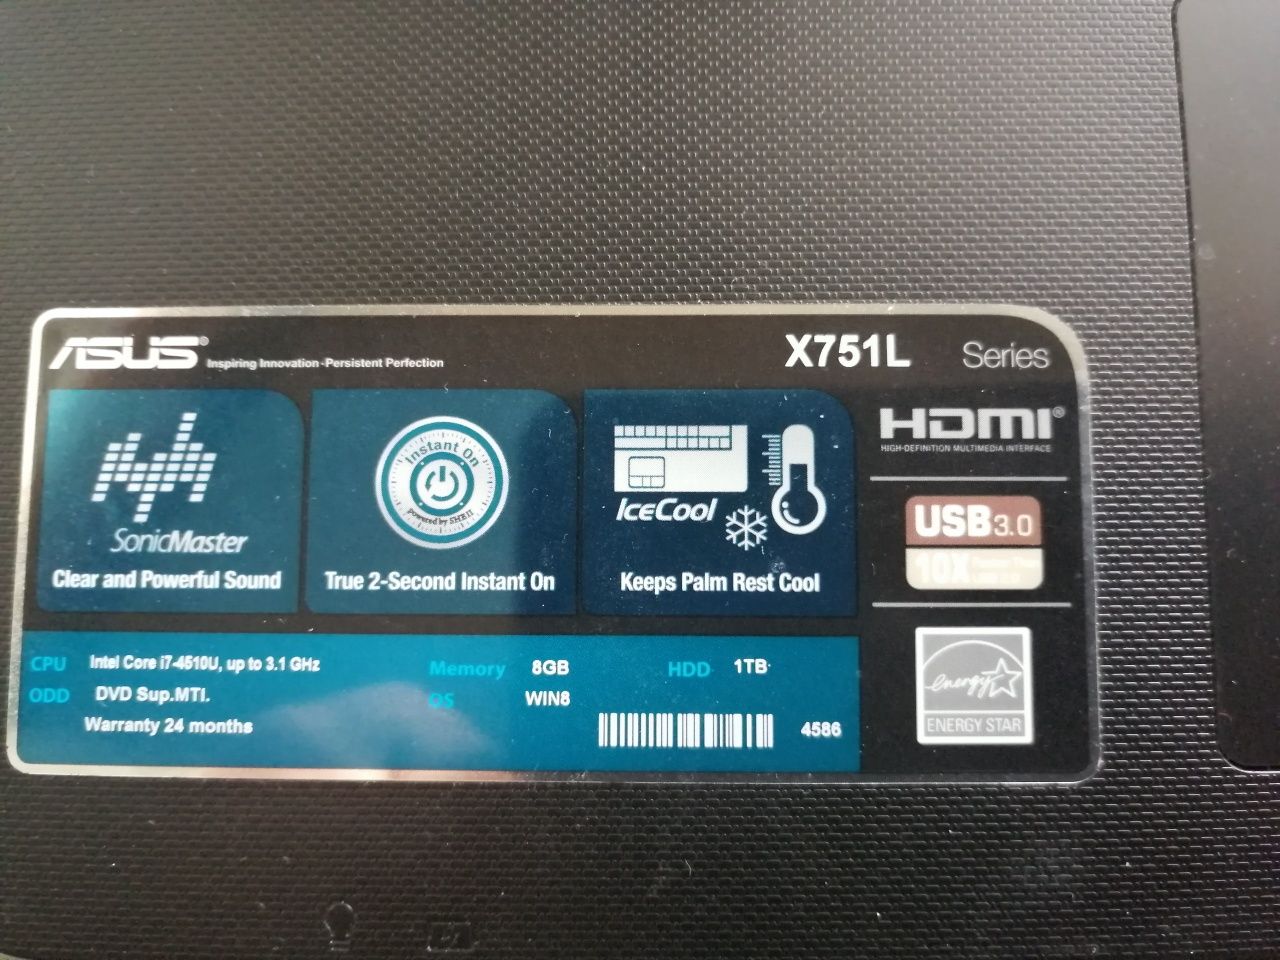 ASUS® Inspiring Innovation · Persistent Perfection
X751L Series
SonicMaster
Clear and Powerful Sound
Instant On
True 2-Second Instant On
IceCool
Keeps Palm Rest Cool
HDMI®
HIGH-DEFINITION MULTIMEDIA INTERFACE
USB 3.0
10X
energy
ENERGY STAR
CPU Intel Core i7-4510U, up to 3.1 GHz
Memory 8GB
HDD 1TB
ODD DVD Sup.MTI.
OS WIN8
Warranty 24 months
4586